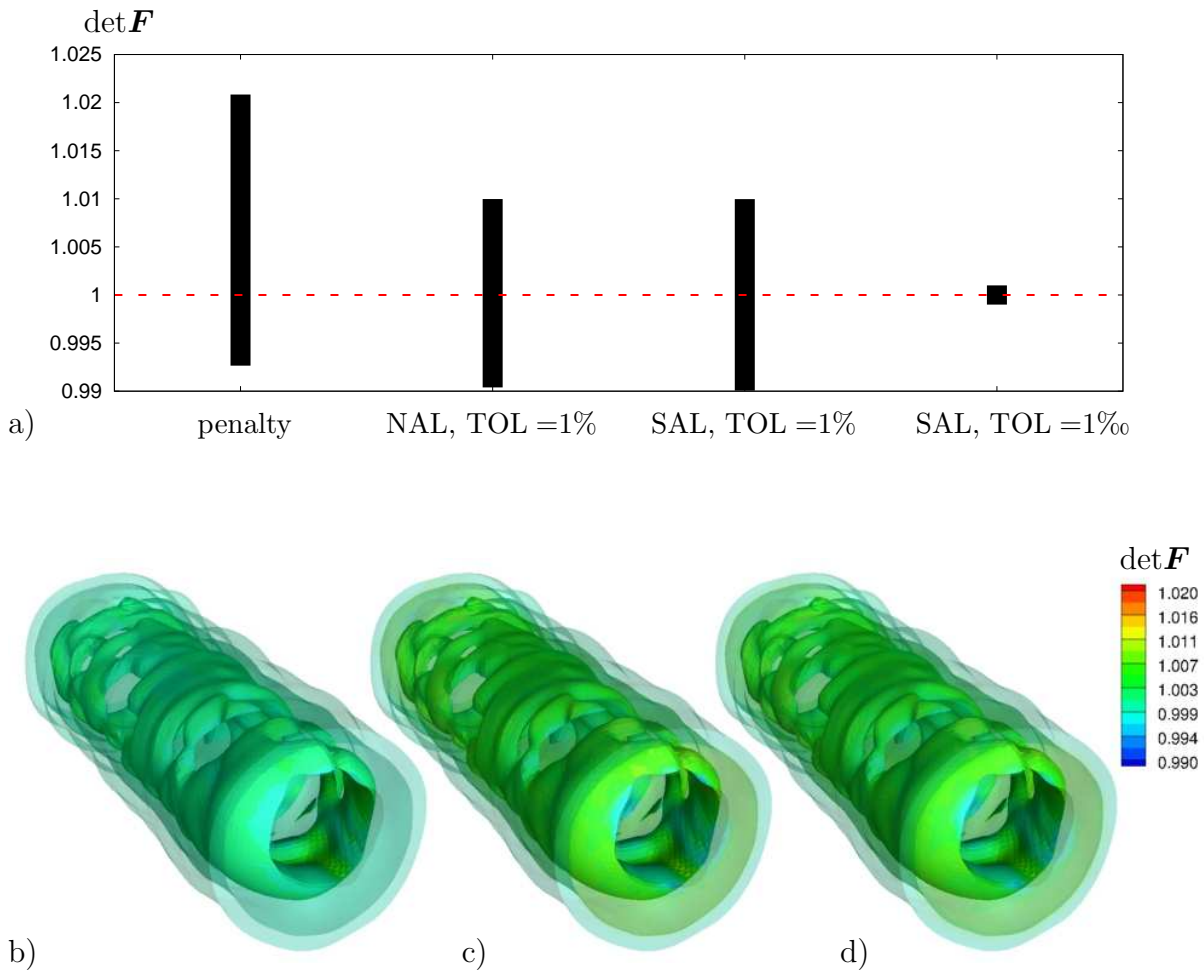 detF
1.025
1.02
1.015
1.01
1.005
1
0.995
0.99
a)
penalty
NAL, TOL =1%
SAL, TOL =1%
SAL, TOL =1‰
detF
1.020
1.016
1.011
1.007
1.003
0.999
0.994
0.990
b)
c)
d)